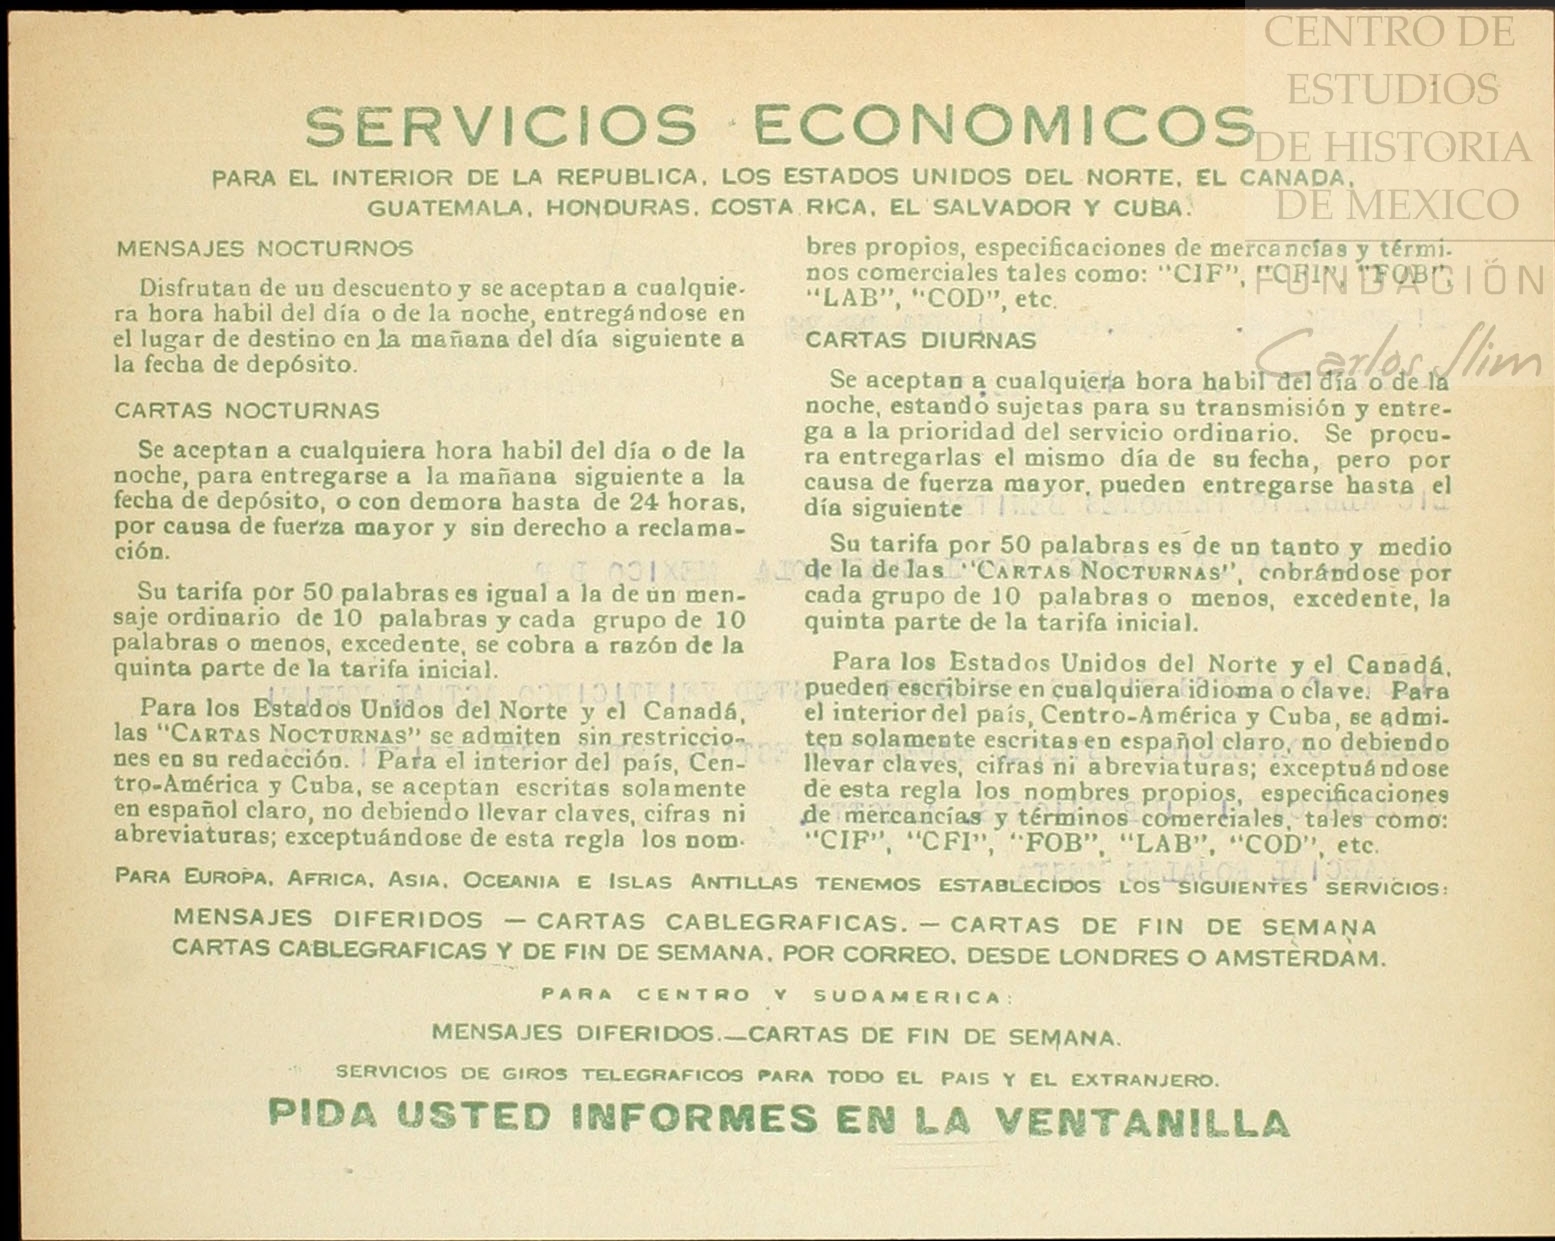 SERVICIOS ECONOMICOS
PARA EL INTERIOR DE LA REPUBLICA, LOS ESTADOS UNIDOS DEL NORTE, EL CANADA,
GUATEMALA, HONDURAS, COSTA RICA, EL SALVADOR Y CUBA.
MENSAJES NOCTURNOS
Disfrutan de un descuento y se aceptan a cualquie-
ra hora habil del día o de la noche, entregándose en
el lugar de destino en la mañana del día siguiente a
la fecha de depósito.
CARTAS NOCTURNAS
Se aceptan a cualquiera hora habil del día o de la
noche, para entregarse a la mañana siguiente a la
fecha de depósito, o con demora hasta de 24 horas,
por causa de fuerza mayor y sin derecho a reclama-
ción.
Su tarifa por 50 palabras es igual a la de un men-
saje ordinario de 10 palabras y cada grupo de 10
palabras o menos, excedente, se cobra a razón de la
quinta parte de la tarifa inicial.
Para los Estados Unidos del Norte y el Canadá,
las "CARTAS NOCTURNAS" se admiten sin restriccio-
nes en su redacción. Para el interior del país, Cen-
tro-América y Cuba, se aceptan escritas solamente
en español claro, no debiendo llevar claves, cifras ni
abreviaturas; exceptuándose de esta regla los nom-
bres propios, especificaciones de mercancías y térmi-
nos comerciales tales como: "CIF", "CFI", "FOB",
"LAB", "COD", etc.
CARTAS DIURNAS
Se aceptan a cualquiera hora habil del día o de la
noche, estando sujetas para su transmisión y entre-
ga a la prioridad del servicio ordinario. Se procu-
ra entregarlas el mismo día de su fecha, pero por
causa de fuerza mayor, pueden entregarse hasta el
día siguiente
Su tarifa por 50 palabras es de un tanto y medio
de la de las "CARTAS NOCTURNAS", cobrándose por
cada grupo de 10 palabras o menos, excedente, la
quinta parte de la tarifa inicial.
Para los Estados Unidos del Norte y el Canadá,
pueden escribirse en cualquiera idioma o clave. Para
el interior del país, Centro-América y Cuba, se admi-
ten solamente escritas en español claro, no debiendo
llevar claves, cifras ni abreviaturas; exceptuándose
de esta regla los nombres propios, especificaciones
de mercancías y términos comerciales, tales como:
"CIF", "CFI", "FOB", "LAB", "COD", etc.
PARA EUROPA, AFRICA, ASIA, OCEANIA E ISLAS ANTILLAS TENEMOS ESTABLECIDOS LOS SIGUIENTES SERVICIOS:
MENSAJES DIFERIDOS — CARTAS CABLEGRAFICAS. — CARTAS DE FIN DE SEMANA
CARTAS CABLEGRAFICAS Y DE FIN DE SEMANA, POR CORREO, DESDE LONDRES O AMSTERDAM.
PARA CENTRO Y SUDAMERICA:
MENSAJES DIFERIDOS.—CARTAS DE FIN DE SEMANA.
SERVICIOS DE GIROS TELEGRAFICOS PARA TODO EL PAIS Y EL EXTRANJERO.
PIDA USTED INFORMES EN LA VENTANILLA
CENTRO DE
ESTUDIOS
DE HISTORIA
DE MEXICO
FUNDACIÓN
Carlos Slim